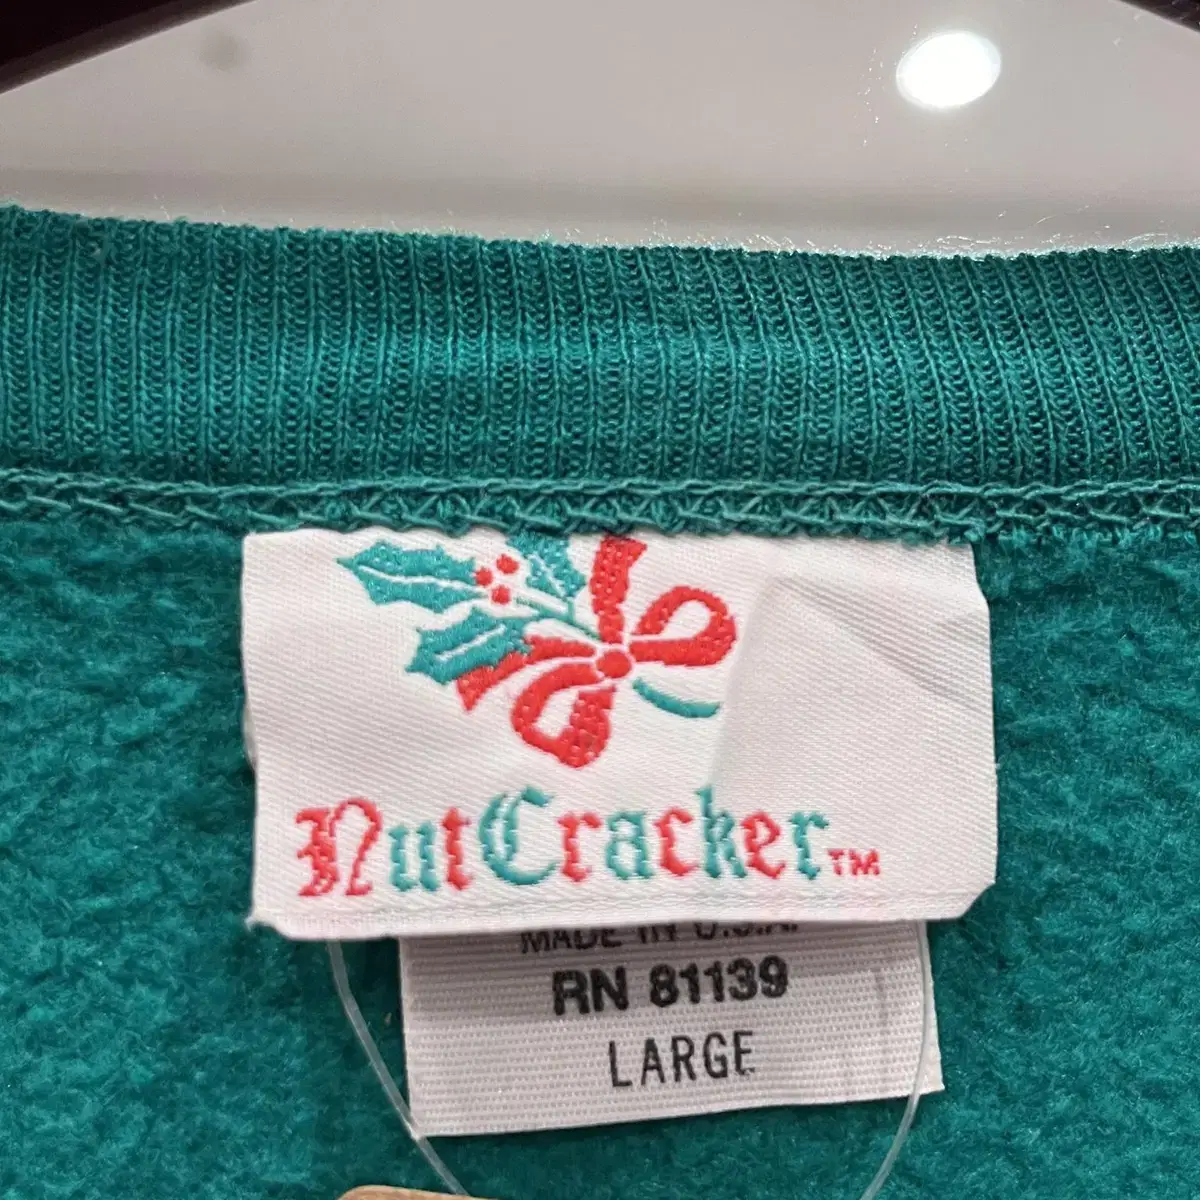 NutCracker™
MADE IN U.S.A.
RN 81139
LARGE